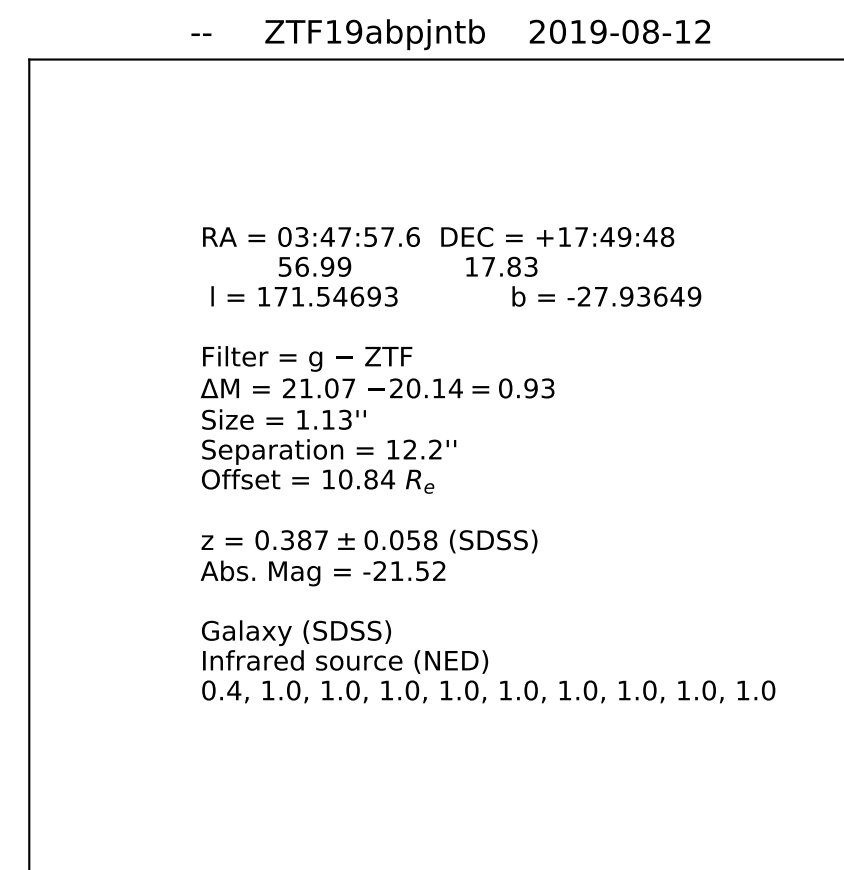 -- ZTF19abpjntb 2019-08-12
RA = 03:47:57.6 DEC = +17:49:48
56.99 17.83
l = 171.54693 b = -27.93649
Filter = g − ZTF
ΔM = 21.07 −20.14 = 0.93
Size = 1.13''
Separation = 12.2''
Offset = 10.84 Re
z = 0.387 ± 0.058 (SDSS)
Abs. Mag = -21.52
Galaxy (SDSS)
Infrared source (NED)
0.4, 1.0, 1.0, 1.0, 1.0, 1.0, 1.0, 1.0, 1.0, 1.0